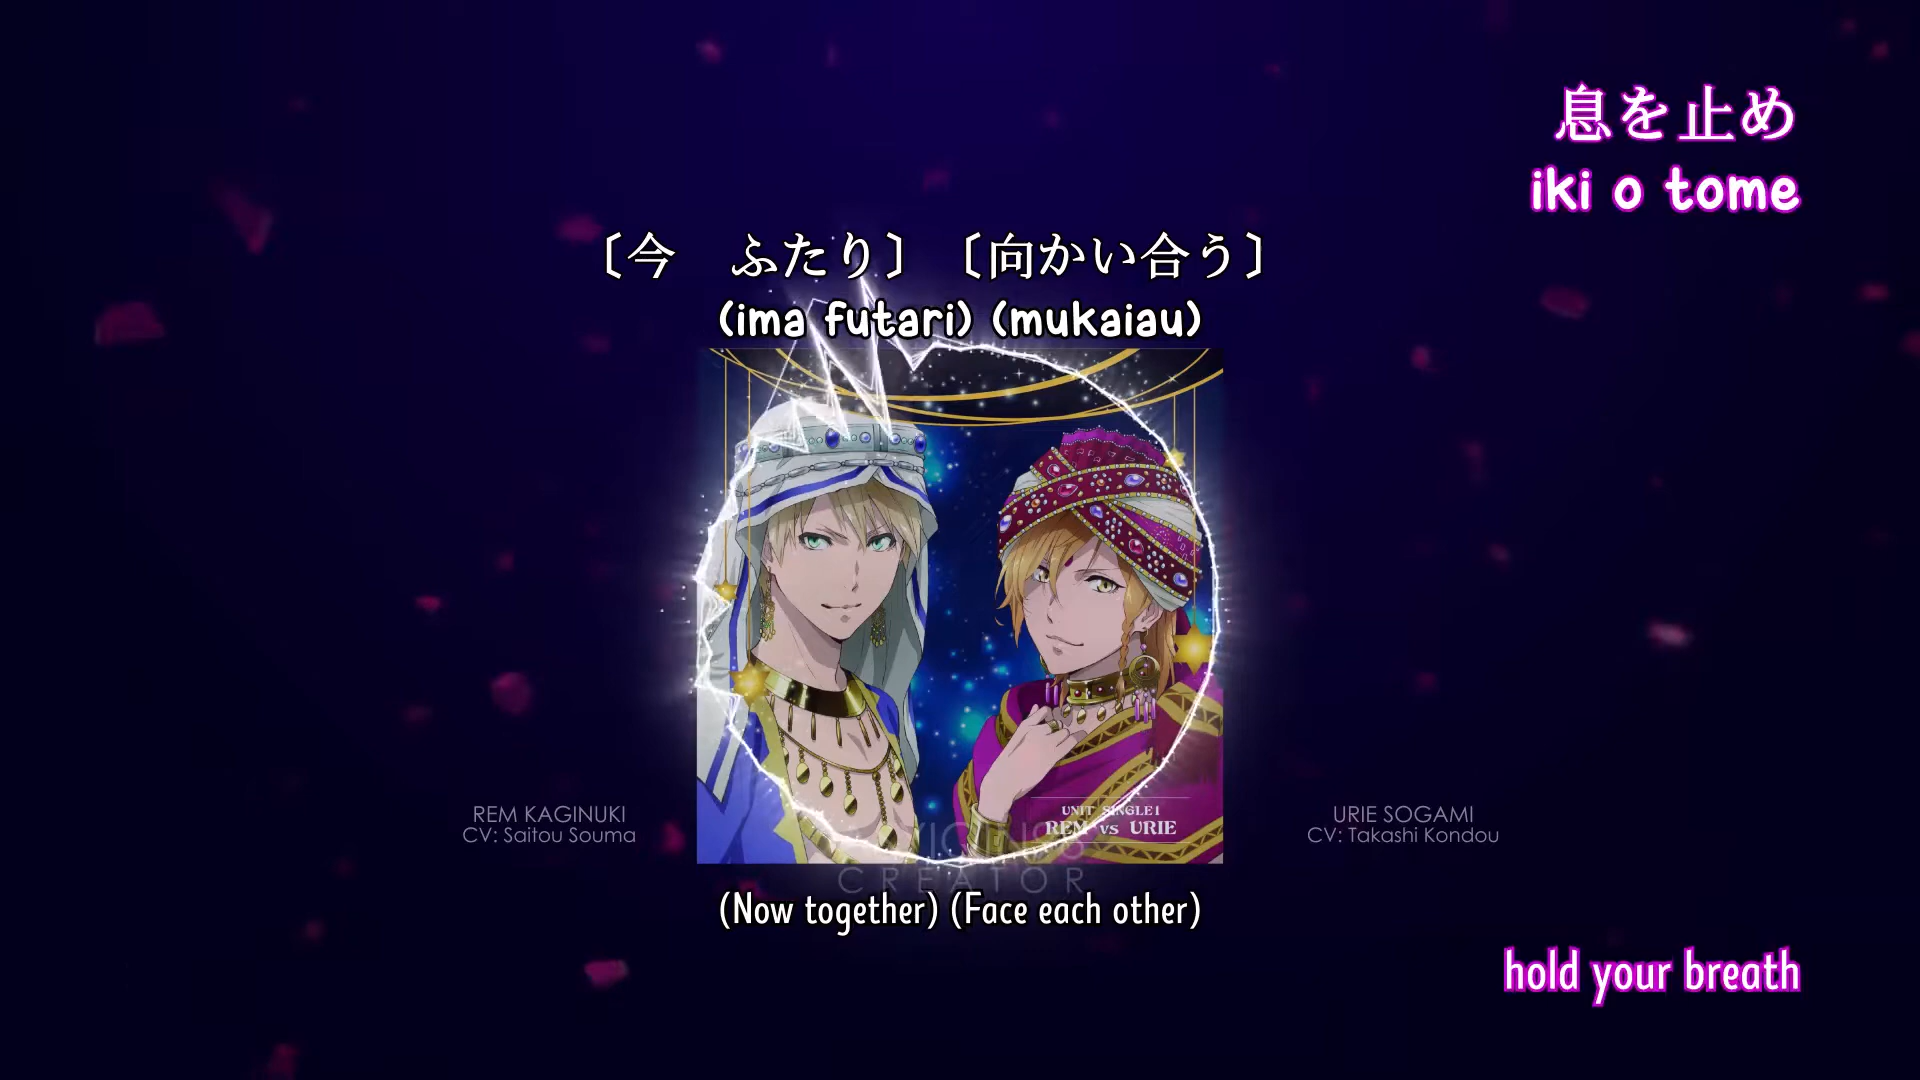 息を止め
iki o tome
〔今　ふたり〕〔向かい合う〕
(ima futari) (mukaiau)
REM KAGINUKI
CV: Saitou Souma
URIE SOGAMI
CV: Takashi Kondou
UNIT SINGLE1
REM vs URIE
CREATOR
(Now together) (Face each other)
hold your breath